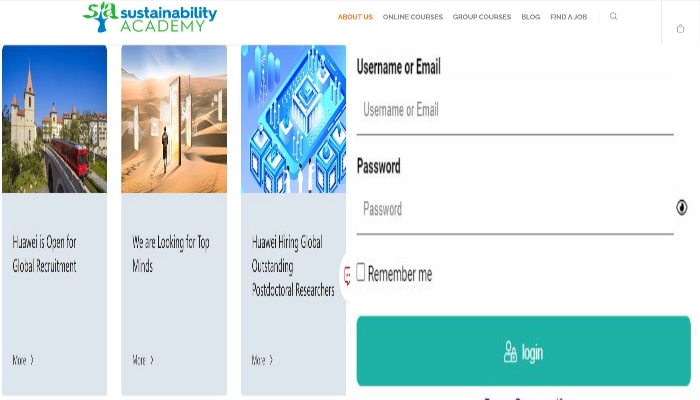 sustainability
ACADEMY
ABOUT US ONLINE COURSES GROUP COURSES BLOG FIND A JOB
Username or Email
Username or Email
Password
Password
Remember me
login
Huawei is Open for
Global Recruitment
More
We are Looking for Top
Minds
More
Huawei Hiring Global
Outstanding
Postdoctoral Researchers
More